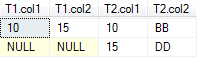 T1.col1 T1.col2 T2.col1 T2.col2
10 15 10 BB
NULL NULL 15 DD